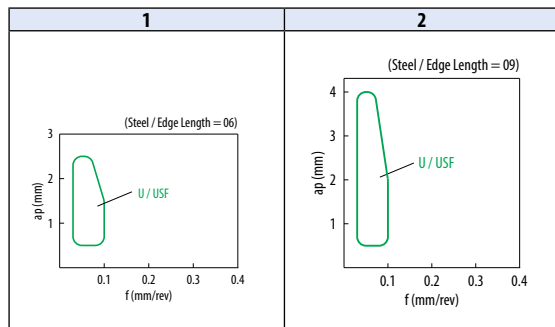 1
2
(Steel / Edge Length = 06)
3
2
1
ap (mm)
U / USF
0.1 0.2 0.3 0.4
f (mm/rev)
(Steel / Edge Length = 09)
4
3
2
1
ap (mm)
U / USF
0.1 0.2 0.3 0.4
f (mm/rev)